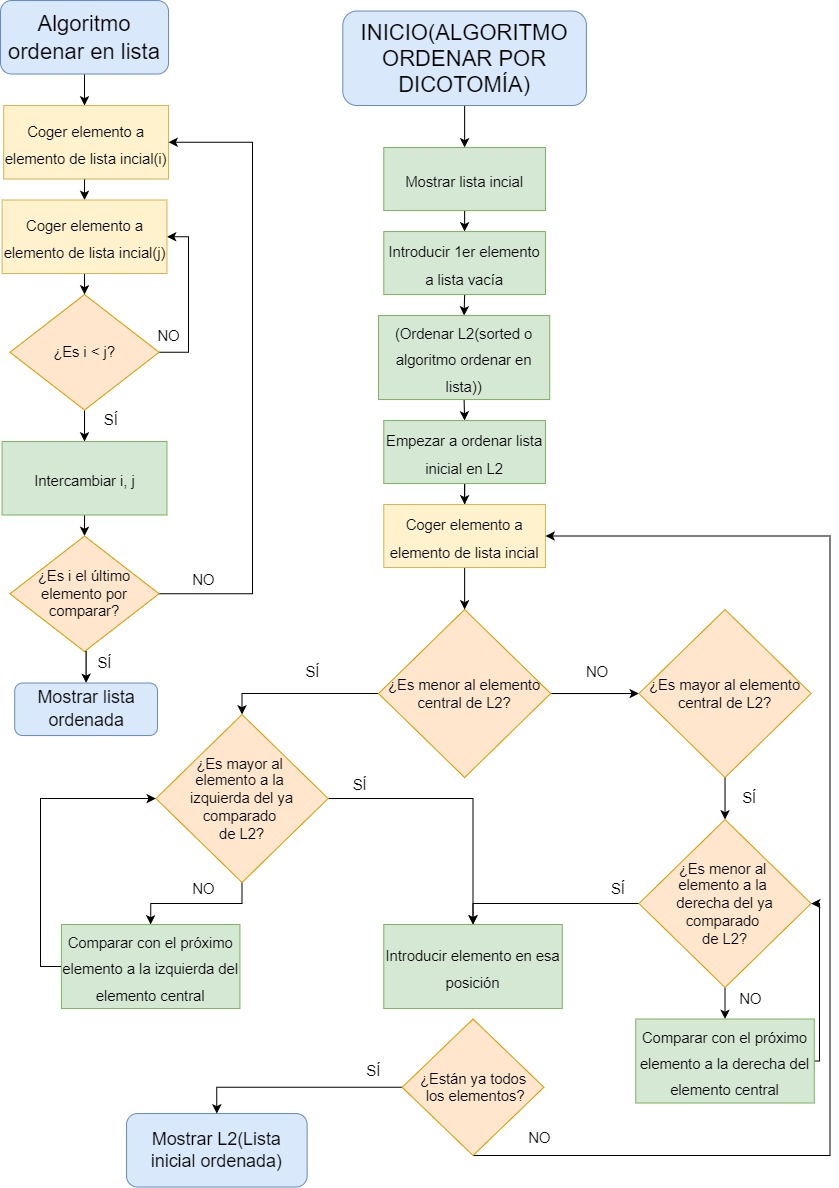 Algoritmo
ordenar en lista
Coger elemento a
elemento de lista incial(i)
Coger elemento a
elemento de lista incial(j)
¿Es i < j?
NO
SÍ
Intercambiar i, j
¿Es i el último
elemento por
comparar?
NO
SÍ
Mostrar lista
ordenada
INICIO(ALGORITMO
ORDENAR POR
DICOTOMÍA)
Mostrar lista incial
Introducir 1er elemento
a lista vacía
(Ordenar L2(sorted o
algoritmo ordenar en
lista))
Empezar a ordenar lista
inicial en L2
Coger elemento a
elemento de lista incial
¿Es menor al elemento
central de L2?
SÍ
NO
¿Es mayor al elemento
central de L2?
SÍ
¿Es mayor al
elemento a la
izquierda del ya
comparado
de L2?
SÍ
NO
Comparar con el próximo
elemento a la izquierda del
elemento central
¿Es menor al
elemento a la
derecha del ya
comparado
de L2?
SÍ
NO
Introducir elemento en esa
posición
Comparar con el próximo
elemento a la derecha del
elemento central
¿Están ya todos
los elementos?
SÍ
NO
Mostrar L2(Lista
inicial ordenada)